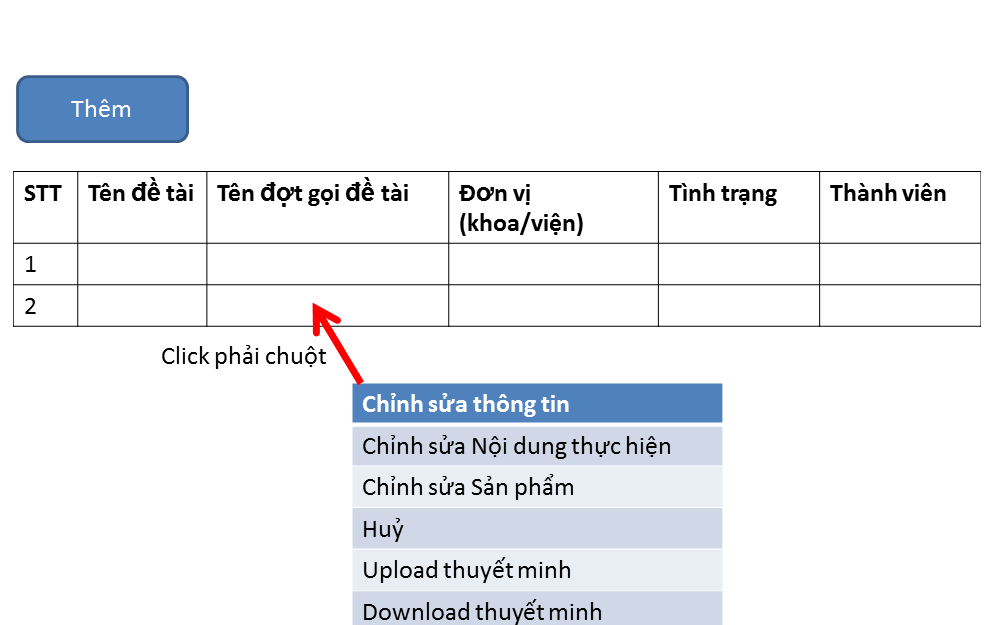 Thêm
STT Tên đề tài Tên đợt gọi đề tài Đơn vị Tình trạng Thành viên
(khoa/viện)
1
2
Click phải chuột
Chỉnh sửa thông tin
Chỉnh sửa Nội dung thực hiện
Chỉnh sửa Sản phẩm
Huỷ
Upload thuyết minh
Download thuyết minh